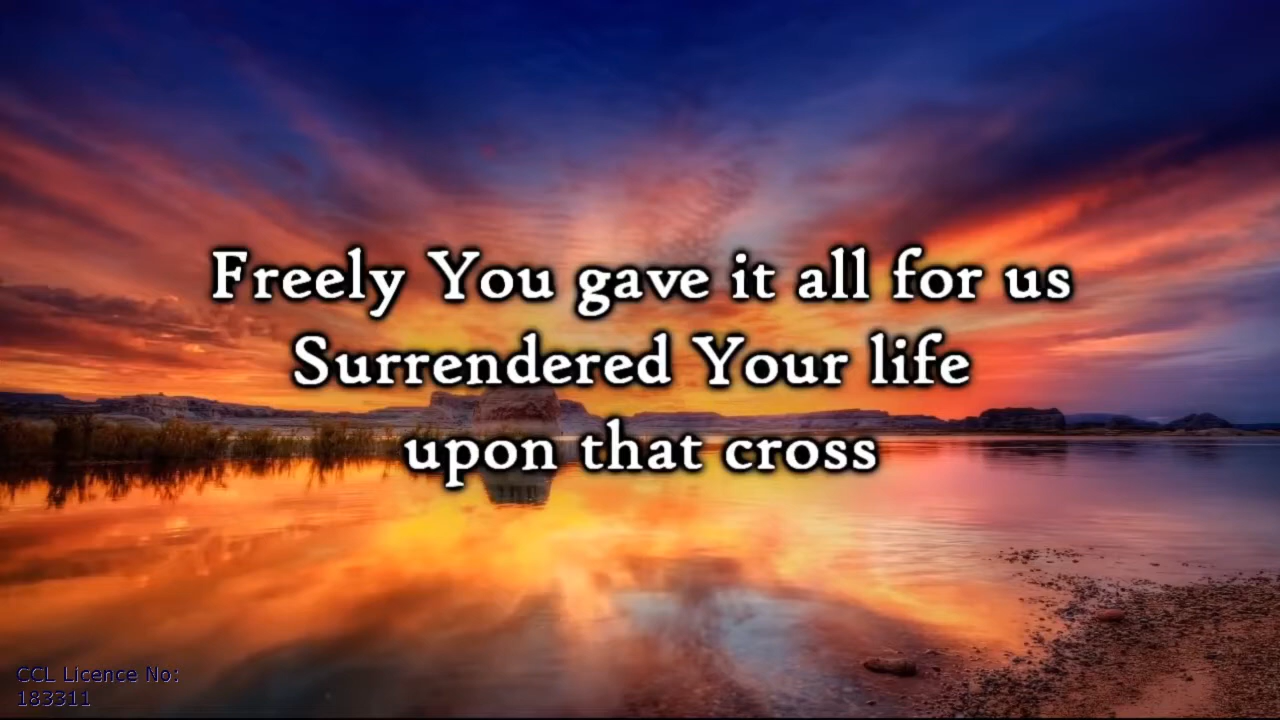 Freely You gave it all for us
Surrendered Your life
upon that cross
CCL Licence No:
183311